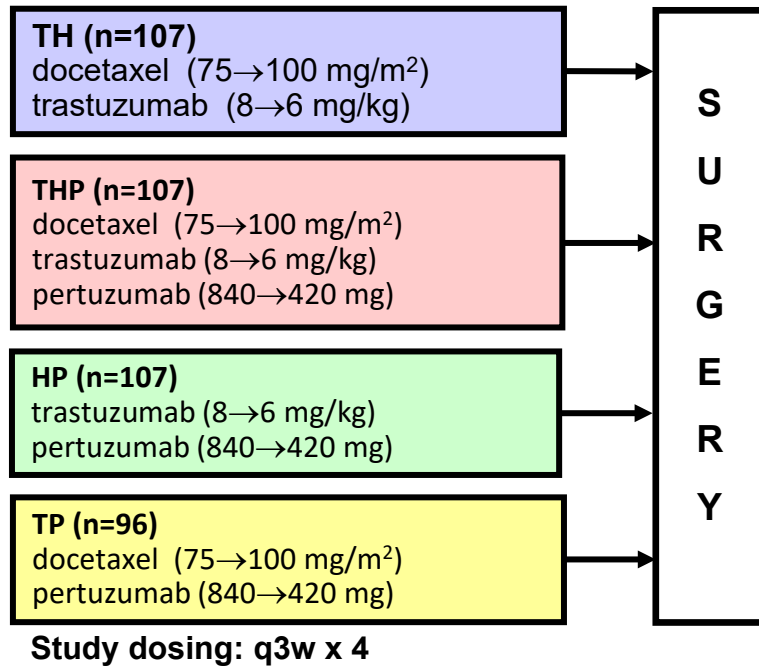 TH (n=107)
docetaxel (75→100 mg/m²)
trastuzumab (8→6 mg/kg)
THP (n=107)
docetaxel (75→100 mg/m²)
trastuzumab (8→6 mg/kg)
pertuzumab (840→420 mg)
HP (n=107)
trastuzumab (8→6 mg/kg)
pertuzumab (840→420 mg)
TP (n=96)
docetaxel (75→100 mg/m²)
pertuzumab (840→420 mg)
Study dosing: q3w x 4
S
U
R
G
E
R
Y